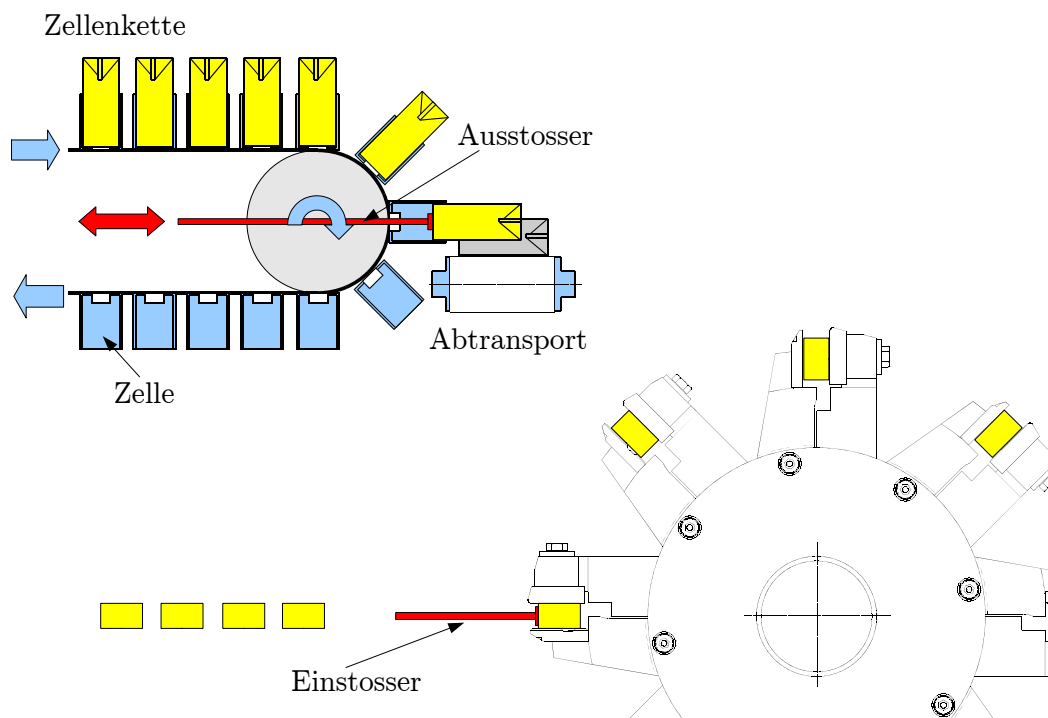 Zellenkette
Ausstosser
Abtransport
Zelle
Einstosser